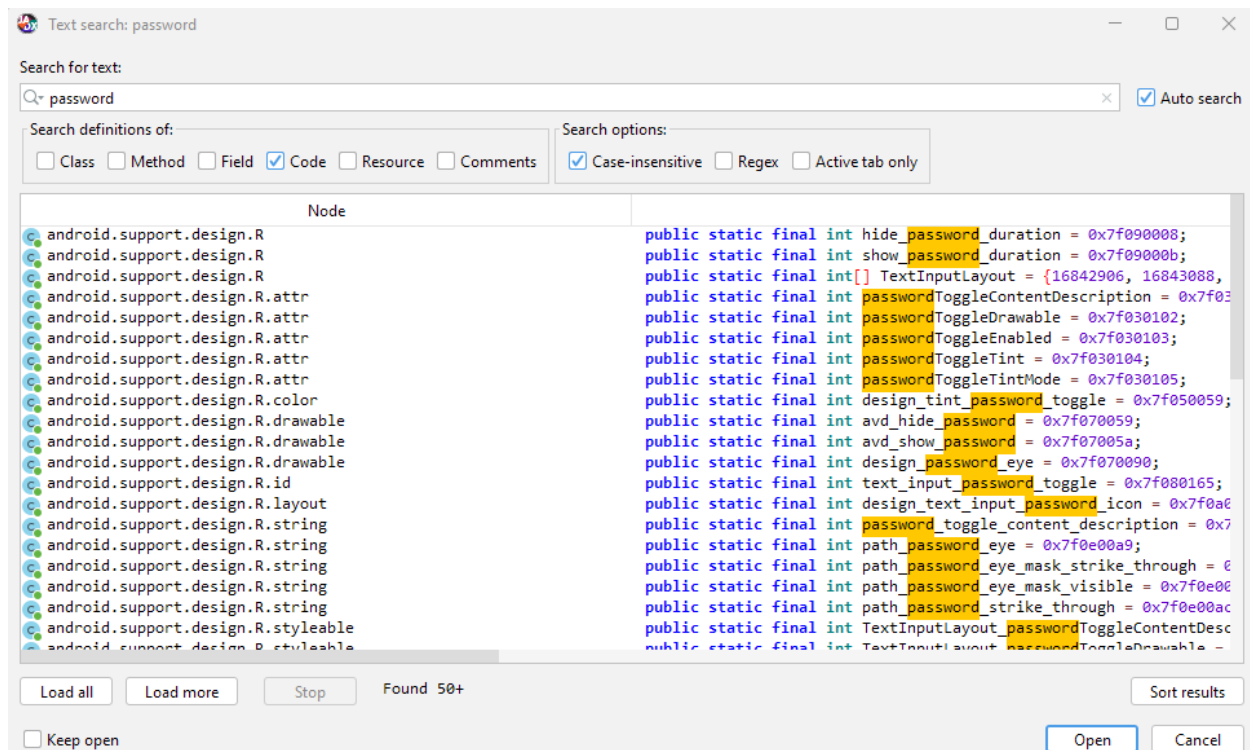 Text search: password
Search for text:
password
Auto search
Search definitions of:
Search options:
Class Method Field Code Resource Comments
Case-insensitive Regex Active tab only
Node
android.support.design.R public static final int hide_password_duration = 0x7f090008;
android.support.design.R public static final int show_password_duration = 0x7f09000b;
android.support.design.R public static final int[] TextInputLayout = {16842906, 16843088,
android.support.design.R.attr public static final int passwordToggleContentDescription = 0x7f03
android.support.design.R.attr public static final int passwordToggleDrawable = 0x7f030102;
android.support.design.R.attr public static final int passwordToggleEnabled = 0x7f030103;
android.support.design.R.attr public static final int passwordToggleTint = 0x7f030104;
android.support.design.R.attr public static final int passwordToggleTintMode = 0x7f030105;
android.support.design.R.color public static final int design_tint_password_toggle = 0x7f050059;
android.support.design.R.drawable public static final int avd_hide_password = 0x7f070059;
android.support.design.R.drawable public static final int avd_show_password = 0x7f07005a;
android.support.design.R.drawable public static final int design_password_eye = 0x7f070090;
android.support.design.R.id public static final int text_input_password_toggle = 0x7f080165;
android.support.design.R.layout public static final int design_text_input_password_icon = 0x7f0a0
android.support.design.R.string public static final int password_toggle_content_description = 0x7
android.support.design.R.string public static final int path_password_eye = 0x7f0e00a9;
android.support.design.R.string public static final int path_password_eye_mask_strike_through = 0
android.support.design.R.string public static final int path_password_eye_mask_visible = 0x7f0e00
android.support.design.R.string public static final int path_password_strike_through = 0x7f0e00ac
android.support.design.R.styleable public static final int TextInputLayout_passwordToggleContentDesc
android.support.design.R.styleable public static final int TextInputLayout_passwordToggleDrawable =
Load all Load more Stop Found 50+ Sort results
Keep open Open Cancel